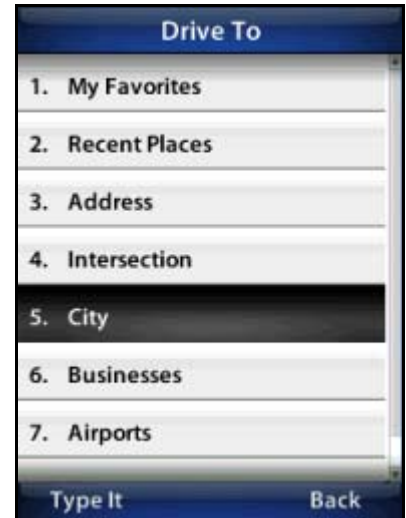 Drive To
1. My Favorites
2. Recent Places
3. Address
4. Intersection
5. City
6. Businesses
7. Airports
Type It Back